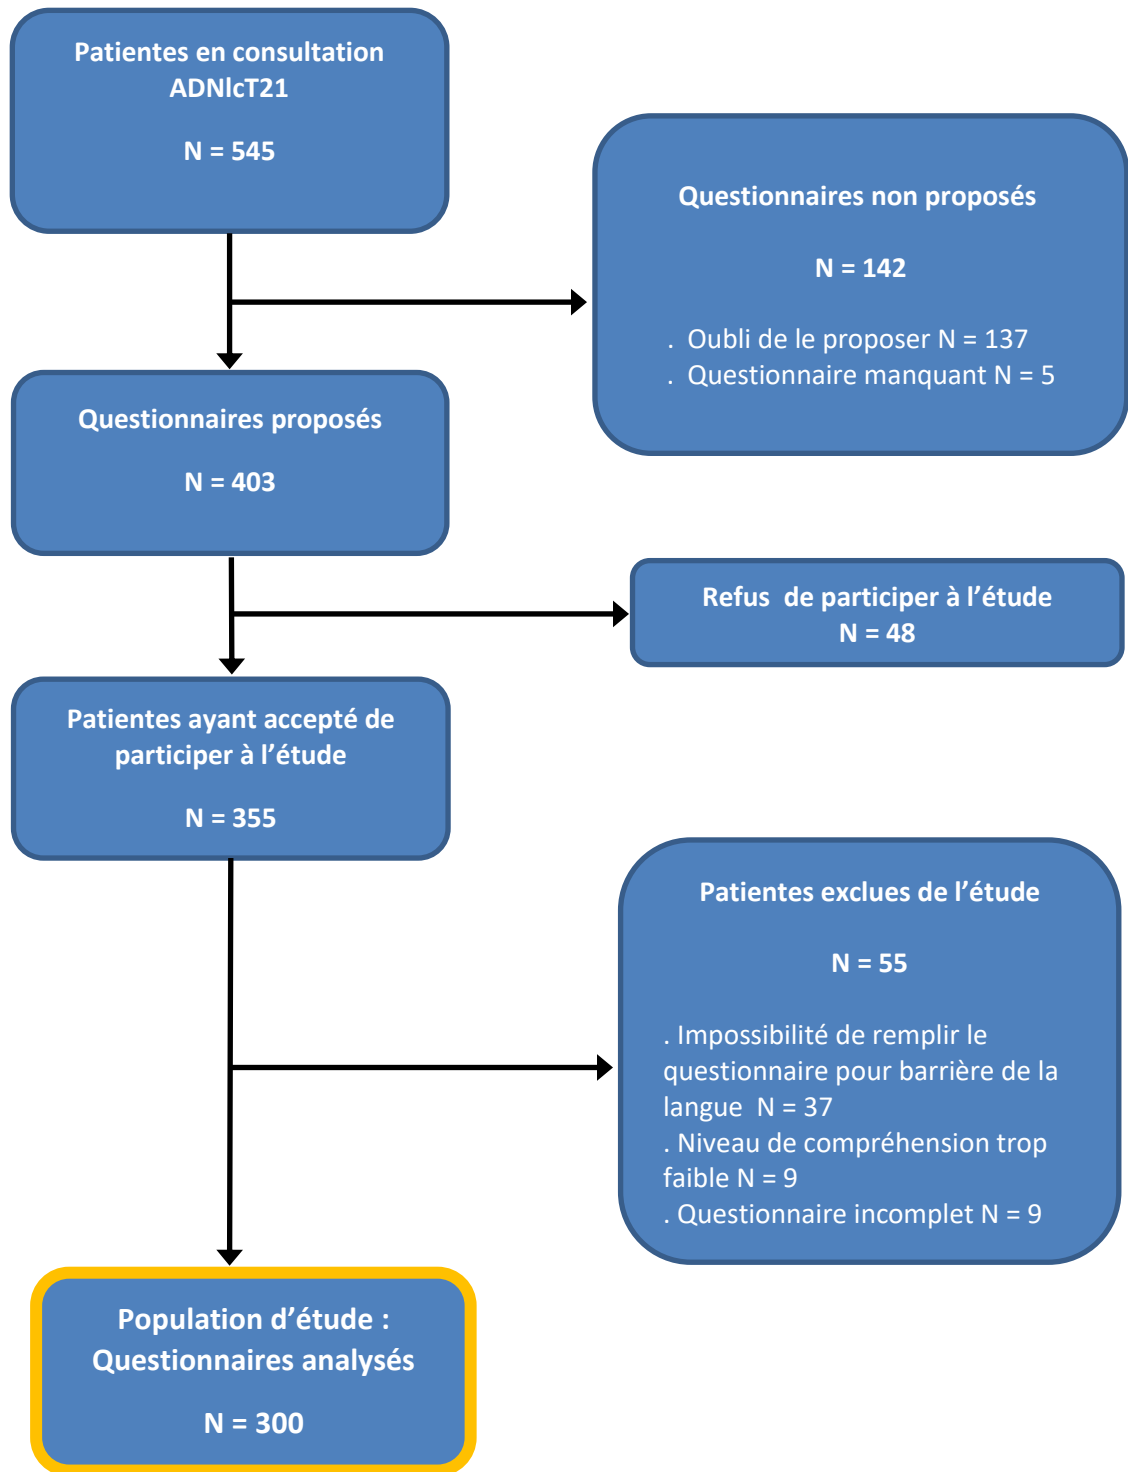 Patientes en consultation
ADNlcT21
N = 545
Questionnaires non proposés
N = 142
. Oubli de le proposer N = 137
. Questionnaire manquant N = 5
Questionnaires proposés
N = 403
Refus de participer à l’étude
N = 48
Patientes ayant accepté de
participer à l’étude
N = 355
Patientes exclues de l’étude
N = 55
. Impossibilité de remplir le
questionnaire pour barrière de la
langue N = 37
. Niveau de compréhension trop
faible N = 9
. Questionnaire incomplet N = 9
Population d’étude :
Questionnaires analysés
N = 300